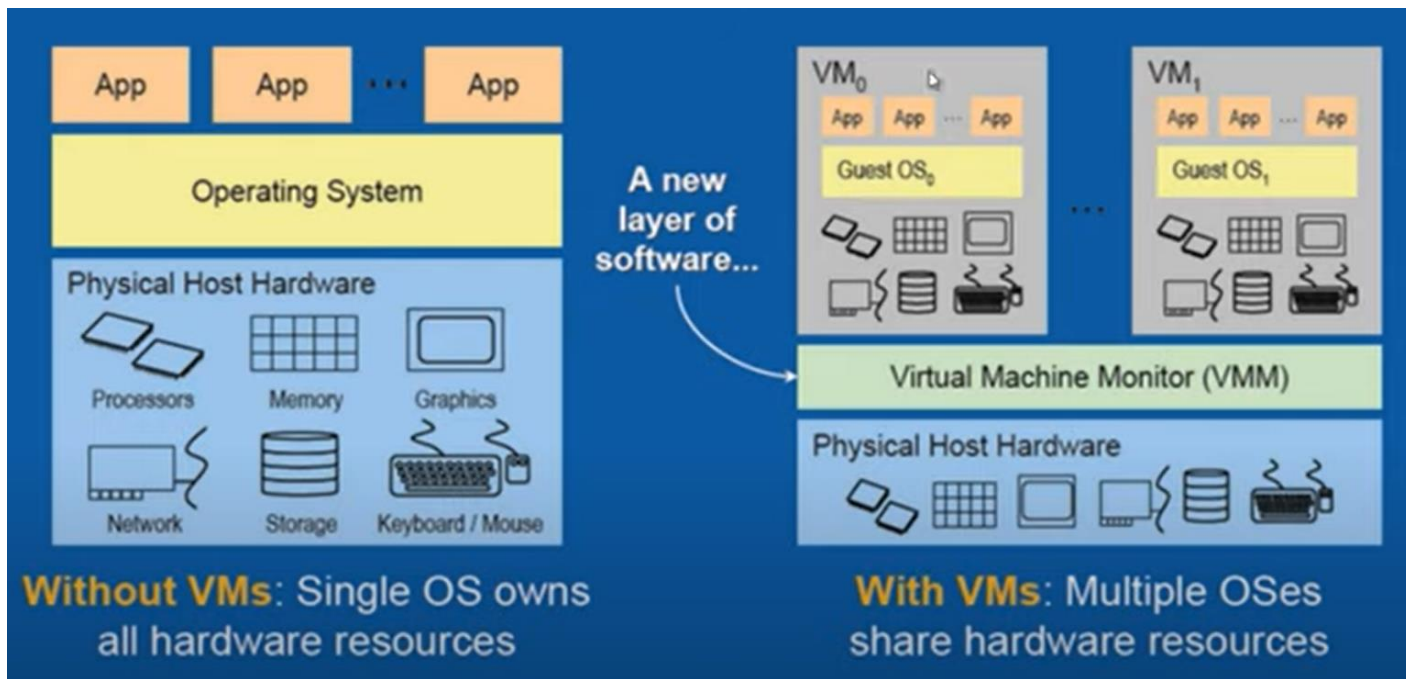 App
App
...
App
Operating System
Physical Host Hardware
Processors
Memory
Graphics
Network
Storage
Keyboard / Mouse
Without VMs: Single OS owns
all hardware resources
A new
layer of
software...
VM0
App
App
...
App
Guest OS0
...
VM1
App
App
...
App
Guest OS1
Virtual Machine Monitor (VMM)
Physical Host Hardware
With VMs: Multiple OSes
share hardware resources